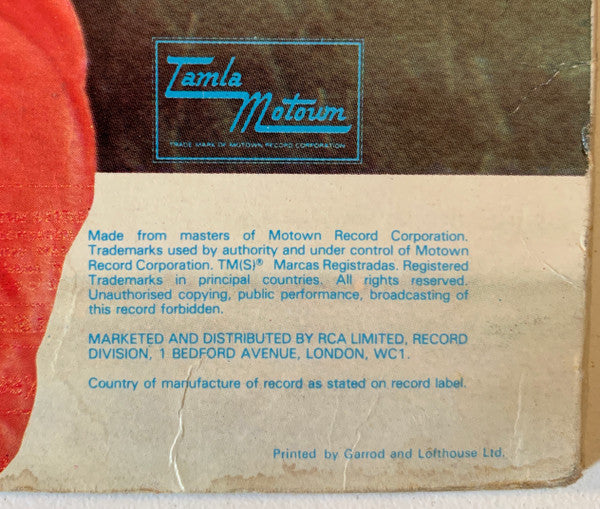 Tamla
Motown
TRADE MARK OF MOTOWN RECORD CORPORATION
Made from masters of Motown Record Corporation.
Trademarks used by authority and under control of Motown
Record Corporation. TM(S)® Marcas Registradas. Registered
Trademarks in principal countries. All rights reserved.
Unauthorised copying, public performance, broadcasting of
this record forbidden.
MARKETED AND DISTRIBUTED BY RCA LIMITED, RECORD
DIVISION, 1 BEDFORD AVENUE, LONDON, WC1.
Country of manufacture of record as stated on record label.
Printed by Garrod and Lofthouse Ltd.